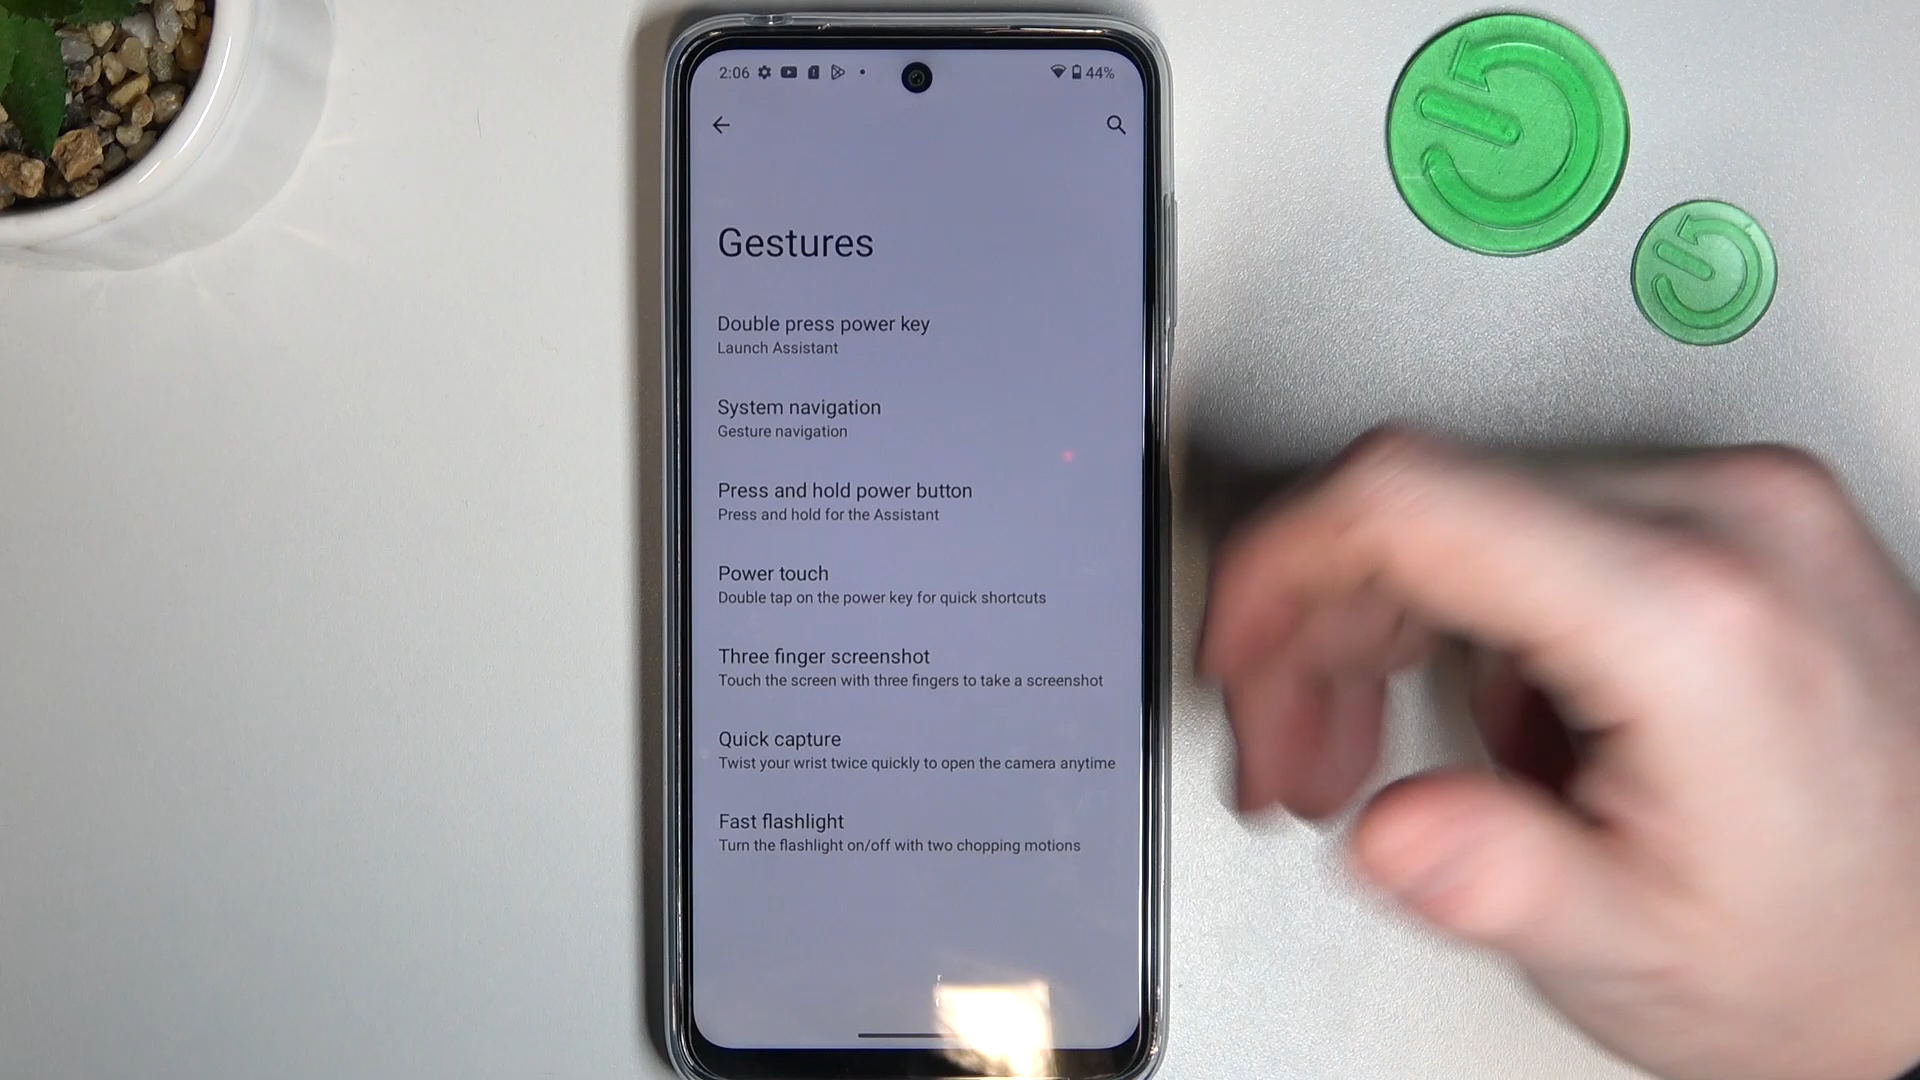 2:06 44%
Gestures
Double press power key
Launch Assistant
System navigation
Gesture navigation
Press and hold power button
Press and hold for the Assistant
Power touch
Double tap on the power key for quick shortcuts
Three finger screenshot
Touch the screen with three fingers to take a screenshot
Quick capture
Twist your wrist twice quickly to open the camera anytime
Fast flashlight
Turn the flashlight on/off with two chopping motions